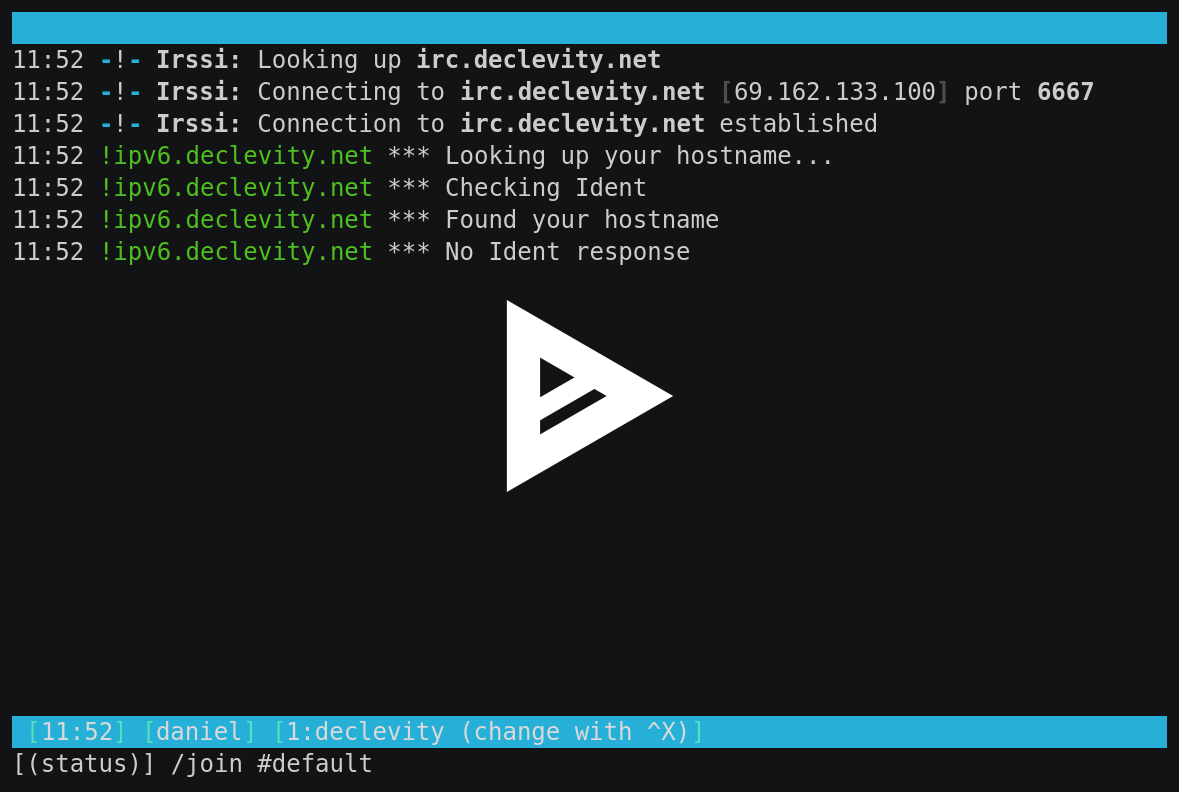 11:52 -!- Irssi: Looking up irc.declevity.net
11:52 -!- Irssi: Connecting to irc.declevity.net [69.162.133.100] port 6667
11:52 -!- Irssi: Connection to irc.declevity.net established
11:52 !ipv6.declevity.net *** Looking up your hostname...
11:52 !ipv6.declevity.net *** Checking Ident
11:52 !ipv6.declevity.net *** Found your hostname
11:52 !ipv6.declevity.net *** No Ident response
[11:52] [daniel] [1:declevity (change with ^X)]
[(status)] /join #default